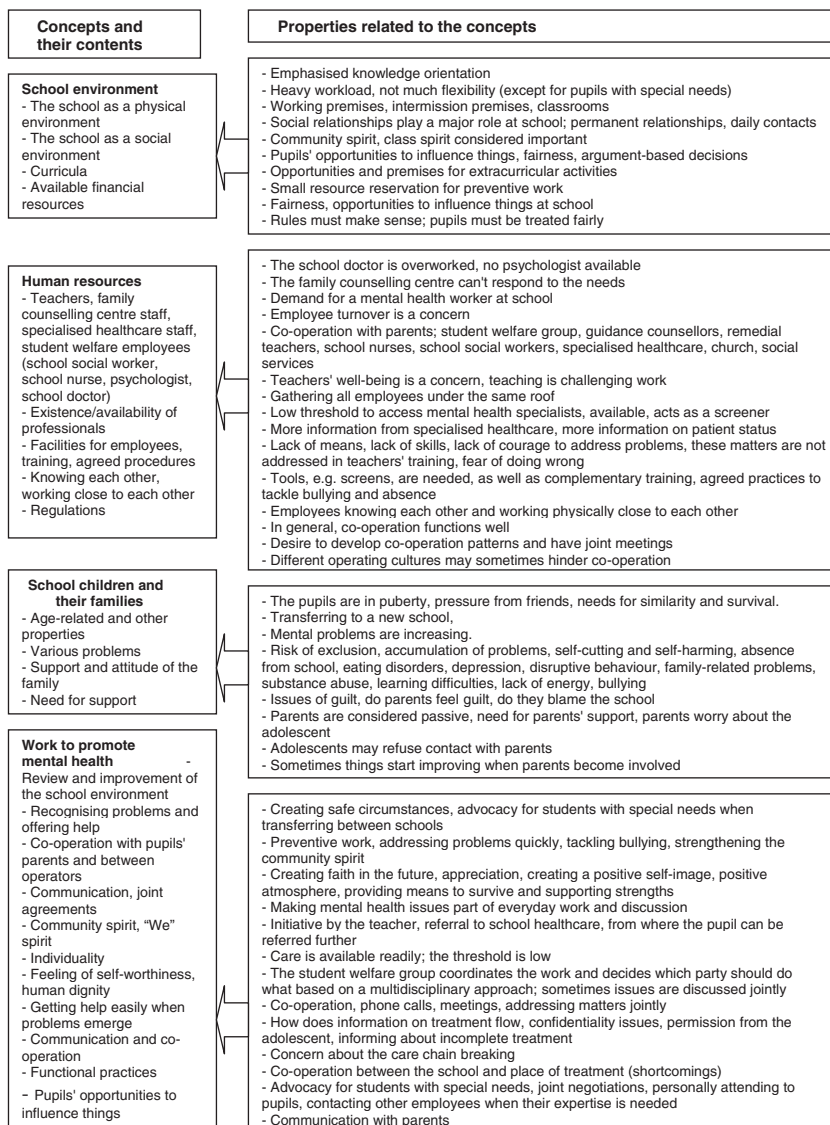 Concepts and
their contents
Properties related to the concepts
School environment
- The school as a physical
environment
- The school as a social
environment
- Curricula
- Available financial
resources
- Emphasised knowledge orientation
- Heavy workload, not much flexibility (except for pupils with special needs)
- Working premises, intermission premises, classrooms
- Social relationships play a major role at school; permanent relationships, daily contacts
- Community spirit, class spirit considered important
- Pupils' opportunities to influence things, fairness, argument-based decisions
- Opportunities and premises for extracurricular activities
- Small resource reservation for preventive work
- Fairness, opportunities to influence things at school
- Rules must make sense; pupils must be treated fairly
Human resources
- Teachers, family
counselling centre staff,
specialised healthcare staff,
student welfare employees
(school social worker,
school nurse, psychologist,
school doctor)
- Existence/availability of
professionals
- Facilities for employees,
training, agreed procedures
- Knowing each other,
working close to each other
- Regulations
- The school doctor is overworked, no psychologist available
- The family counselling centre can't respond to the needs
- Demand for a mental health worker at school
- Employee turnover is a concern
- Co-operation with parents; student welfare group, guidance counsellors, remedial
teachers, school nurses, school social workers, specialised healthcare, church, social
services
- Teachers' well-being is a concern, teaching is challenging work
- Gathering all employees under the same roof
- Low threshold to access mental health specialists, available, acts as a screener
- More information from specialised healthcare, more information on patient status
- Lack of means, lack of skills, lack of courage to address problems, these matters are not
addressed in teachers' training, fear of doing wrong
- Tools, e.g. screens, are needed, as well as complementary training, agreed practices to
tackle bullying and absence
- Employees knowing each other and working physically close to each other
- In general, co-operation functions well
- Desire to develop co-operation patterns and have joint meetings
- Different operating cultures may sometimes hinder co-operation
School children and
their families
- Age-related and other
properties
- Various problems
- Support and attitude of the
family
- Need for support
- The pupils are in puberty, pressure from friends, needs for similarity and survival.
- Transferring to a new school,
- Mental problems are increasing.
- Risk of exclusion, accumulation of problems, self-cutting and self-harming, absence
from school, eating disorders, depression, disruptive behaviour, family-related problems,
substance abuse, learning difficulties, lack of energy, bullying
- Issues of guilt, do parents feel guilt, do they blame the school
- Parents are considered passive, need for parents' support, parents worry about the
adolescent
- Adolescents may refuse contact with parents
- Sometimes things start improving when parents become involved
Work to promote
mental health -
Review and improvement of
the school environment
- Recognising problems and
offering help
- Co-operation with pupils'
parents and between
operators
- Communication, joint
agreements
- Community spirit, “We”
spirit
- Individuality
- Feeling of self-worthiness,
human dignity
- Getting help easily when
problems emerge
- Communication and co-
operation
- Functional practices
- Pupils' opportunities to
influence things
- Creating safe circumstances, advocacy for students with special needs when
transferring between schools
- Preventive work, addressing problems quickly, tackling bullying, strengthening the
community spirit
- Creating faith in the future, appreciation, creating a positive self-image, positive
atmosphere, providing means to survive and supporting strengths
- Making mental health issues part of everyday work and discussion
- Initiative by the teacher, referral to school healthcare, from where the pupil can be
referred further
- Care is available readily; the threshold is low
- The student welfare group coordinates the work and decides which party should do
what based on a multidisciplinary approach; sometimes issues are discussed jointly
- Co-operation, phone calls, meetings, addressing matters jointly
- How does information on treatment flow, confidentiality issues, permission from the
adolescent, informing about incomplete treatment
- Concern about the care chain breaking
- Co-operation between the school and place of treatment (shortcomings)
- Advocacy for students with special needs, joint negotiations, personally attending to
pupils, contacting other employees when their expertise is needed
- Communication with parents